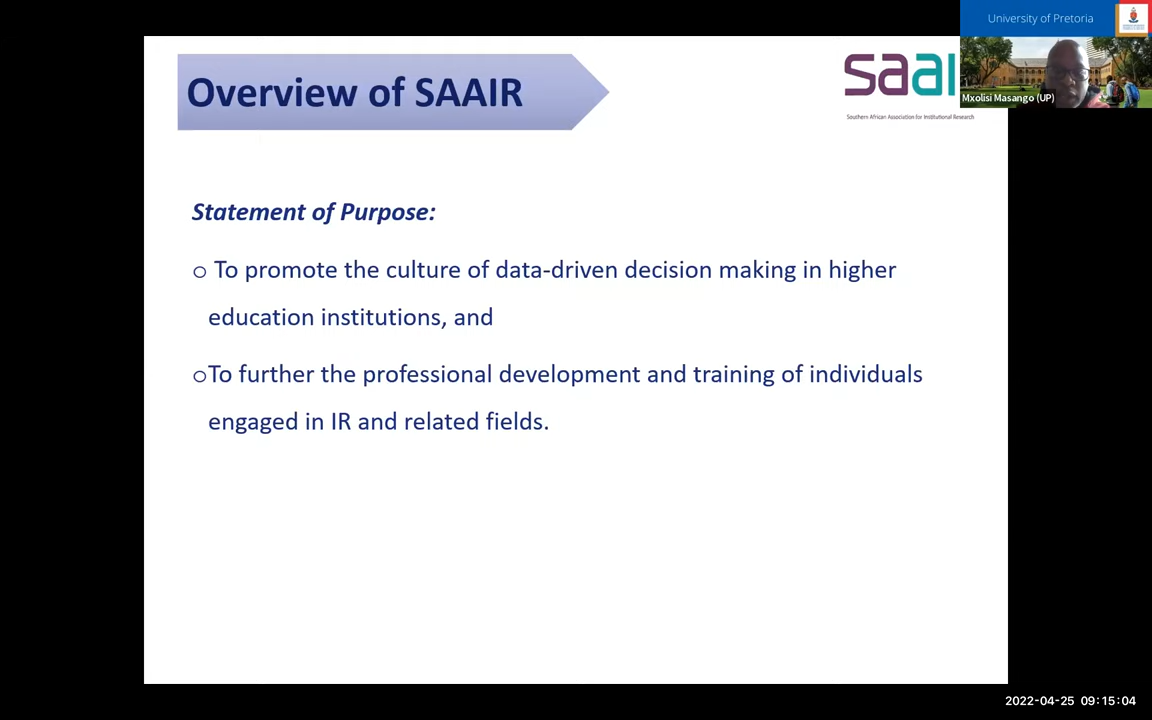 University of Pretoria
Overview of SAAIR
saai
Mxolisi Masango (UP)
Southern African Association for Institutional Research
Statement of Purpose:
o To promote the culture of data-driven decision making in higher
education institutions, and
oTo further the professional development and training of individuals
engaged in IR and related fields.
2022-04-25 09:15:04